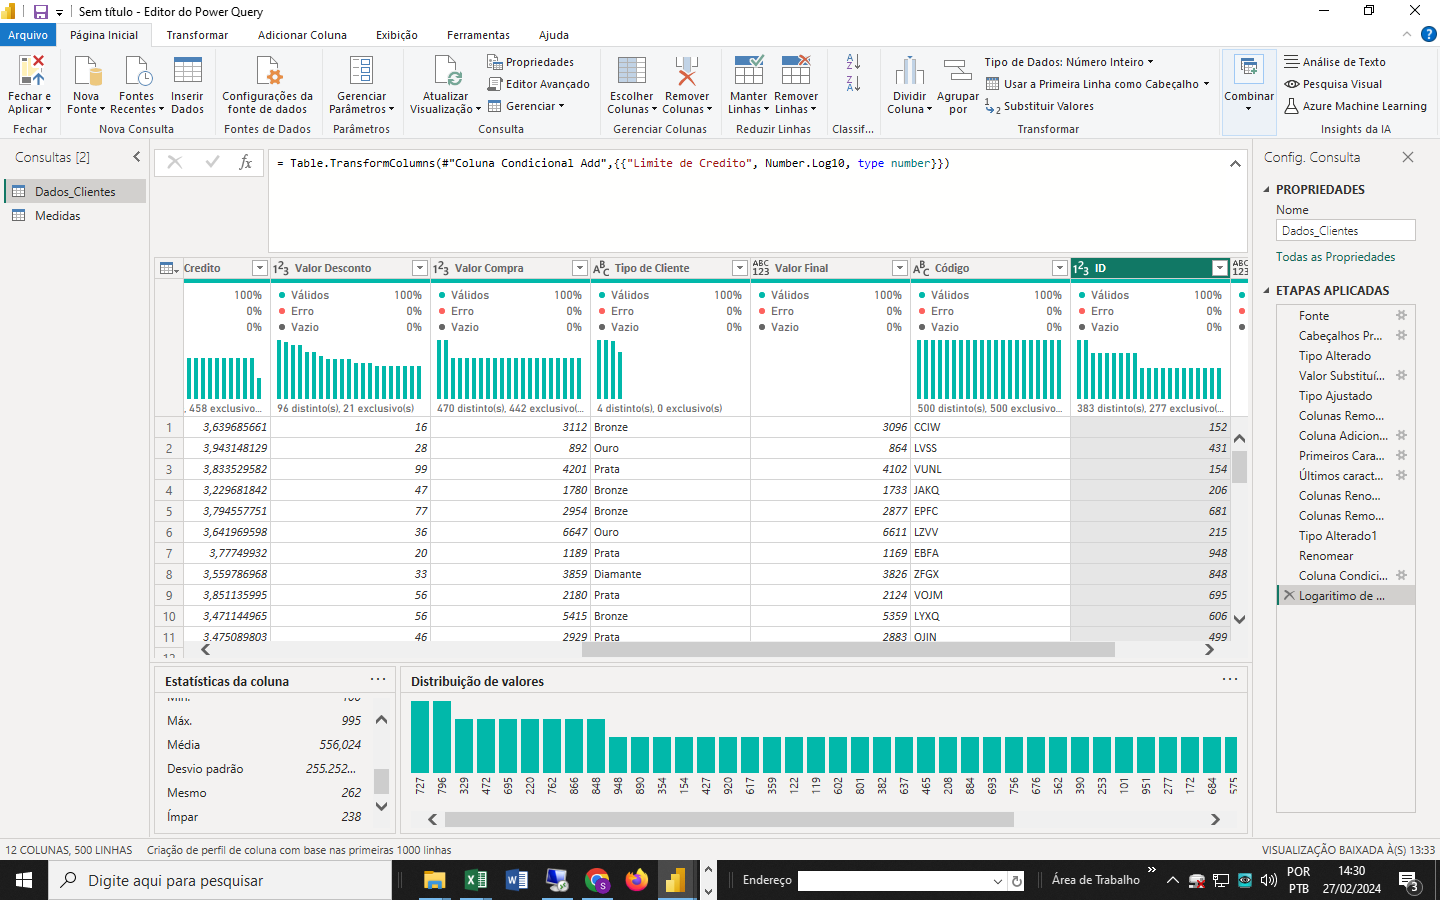 Sem título - Editor do Power Query
Arquivo
Página Inicial
Transformar
Adicionar Coluna
Exibição
Ferramentas
Ajuda
Fechar e Aplicar
Nova Fonte
Fontes Recentes
Inserir Dados
Configurações da fonte de dados
Gerenciar Parâmetros
Atualizar Visualização
Propriedades
Editor Avançado
Gerenciar
Escolher Colunas
Remover Colunas
Manter Linhas
Remover Linhas
Dividir Coluna
Agrupar por
Tipo de Dados: Número Inteiro
Usar a Primeira Linha como Cabeçalho
Substituir Valores
Combinar
Análise de Texto
Pesquisa Visual
Azure Machine Learning
Fechar
Nova Consulta
Fontes de Dados
Parâmetros
Consulta
Gerenciar Colunas
Reduzir Linhas
Classif...
Transformar
Insights da IA
Consultas [2]
Dados_Clientes
Medidas
= Table.TransformColumns(#"Coluna Condicional Add",{{"Limite de Credito", Number.Log10, type number}})
Credito
Valor Desconto
Valor Compra
Tipo de Cliente
Valor Final
Código
ID
100% Válidos 100% Válidos 100% Válidos 100% Válidos 100% Válidos 100% Válidos 100%
0% Erro 0% Erro 0% Erro 0% Erro 0% Erro 0% Erro 0%
0% Vazio 0% Vazio 0% Vazio 0% Vazio 0% Vazio 0% Vazio 0%
, 458 exclusivo... 96 distinto(s), 21 exclusivo(s) 470 distinto(s), 442 exclusivo(... 4 distinto(s), 0 exclusivo(s) 500 distinto(s), 500 exclusivo... 383 distinto(s), 277 exclusivo(...
1 3,639685661 16 3112 Bronze 3096 CCIW 152
2 3,943148129 28 892 Ouro 864 LVSS 431
3 3,833529582 99 4201 Prata 4102 VUNL 154
4 3,229681842 47 1780 Bronze 1733 JAKQ 206
5 3,794557751 77 2954 Bronze 2877 EPFC 681
6 3,641969598 36 6647 Ouro 6611 LZVV 215
7 3,77749932 20 1189 Prata 1169 EBFA 948
8 3,559786968 33 3859 Diamante 3826 ZFGX 848
9 3,851135995 56 2180 Prata 2124 VOJM 695
10 3,471144965 56 5415 Bronze 5359 LYXQ 606
11 3,475089803 46 2929 Prata 2883 OJIN 499
Estatísticas da coluna
Mín. 100
Máx. 995
Média 556,024
Desvio padrão 255.252...
Mesmo 262
Ímpar 238
Distribuição de valores
727 796 329 472 695 220 762 866 848 948 890 354 154 427 920 617 359 122 119 602 801 382 637 465 208 884 693 756 676 562 390 253 101 951 277 172 684 575
Config. Consulta
PROPRIEDADES
Nome
Dados_Clientes
Todas as Propriedades
ETAPAS APLICADAS
Fonte
Cabeçalhos Pr...
Tipo Alterado
Valor Substituí...
Tipo Ajustado
Colunas Remo...
Coluna Adicion...
Primeiros Cara...
Últimos caract...
Colunas Reno...
Colunas Remo...
Tipo Alterado1
Renomear
Coluna Condici...
Logaritimo de ...
12 COLUNAS, 500 LINHAS
Criação de perfil de coluna com base nas primeiras 1000 linhas
VISUALIZAÇÃO BAIXADA À(S) 13:33
Digite aqui para pesquisar
Endereço
Área de Trabalho
POR
PTB
14:30
27/02/2024
3